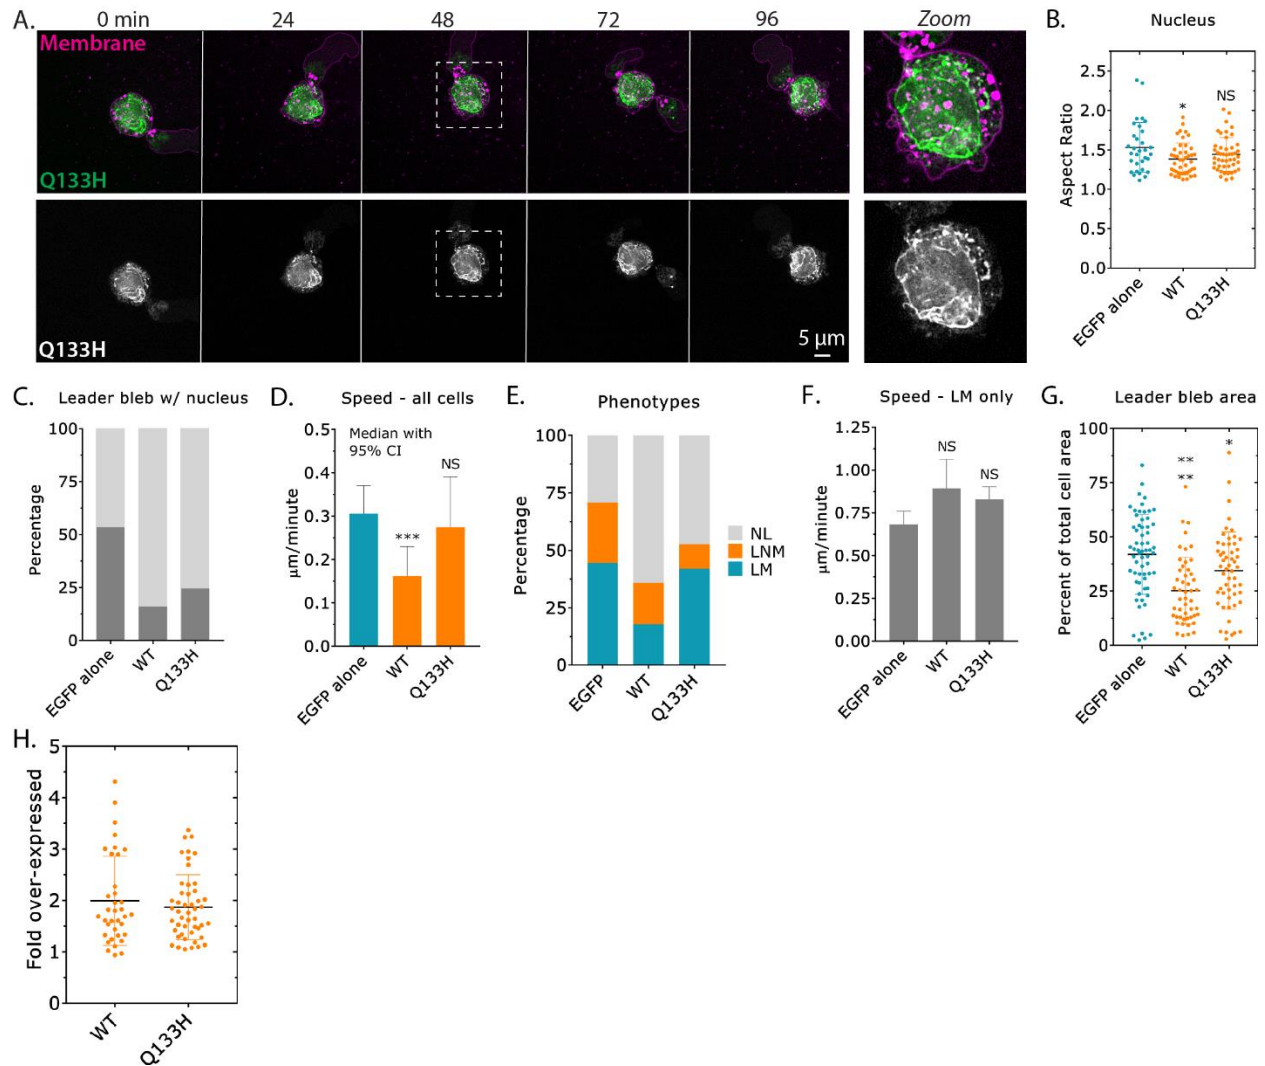 A.
0 min 24 48 72 96 Zoom
Membrane
Q133H
Q133H
5 µm
B.
Nucleus
Aspect Ratio
2.5
2.0
1.5
1.0
0.5
0.0
*
NS
EGFP alone
WT
Q133H
C.
Leader bleb w/ nucleus
Percentage
100
75
50
25
0
EGFP alone
WT
Q133H
D.
Speed - all cells
Median with
95% CI
µm/minute
0.5
0.4
0.3
0.2
0.1
0.0
***
NS
EGFP alone
WT
Q133H
E.
Phenotypes
Percentage
100
75
50
25
0
EGFP
WT
Q133H
NL
LNM
LM
F.
Speed - LM only
µm/minute
1.25
1.00
0.75
0.50
0.25
0.00
NS
NS
EGFP alone
WT
Q133H
G.
Leader bleb area
Percent of total cell area
100
75
50
25
0
**
**
*
EGFP alone
WT
Q133H
H.
Fold over-expressed
5
4
3
2
1
0
WT
Q133H